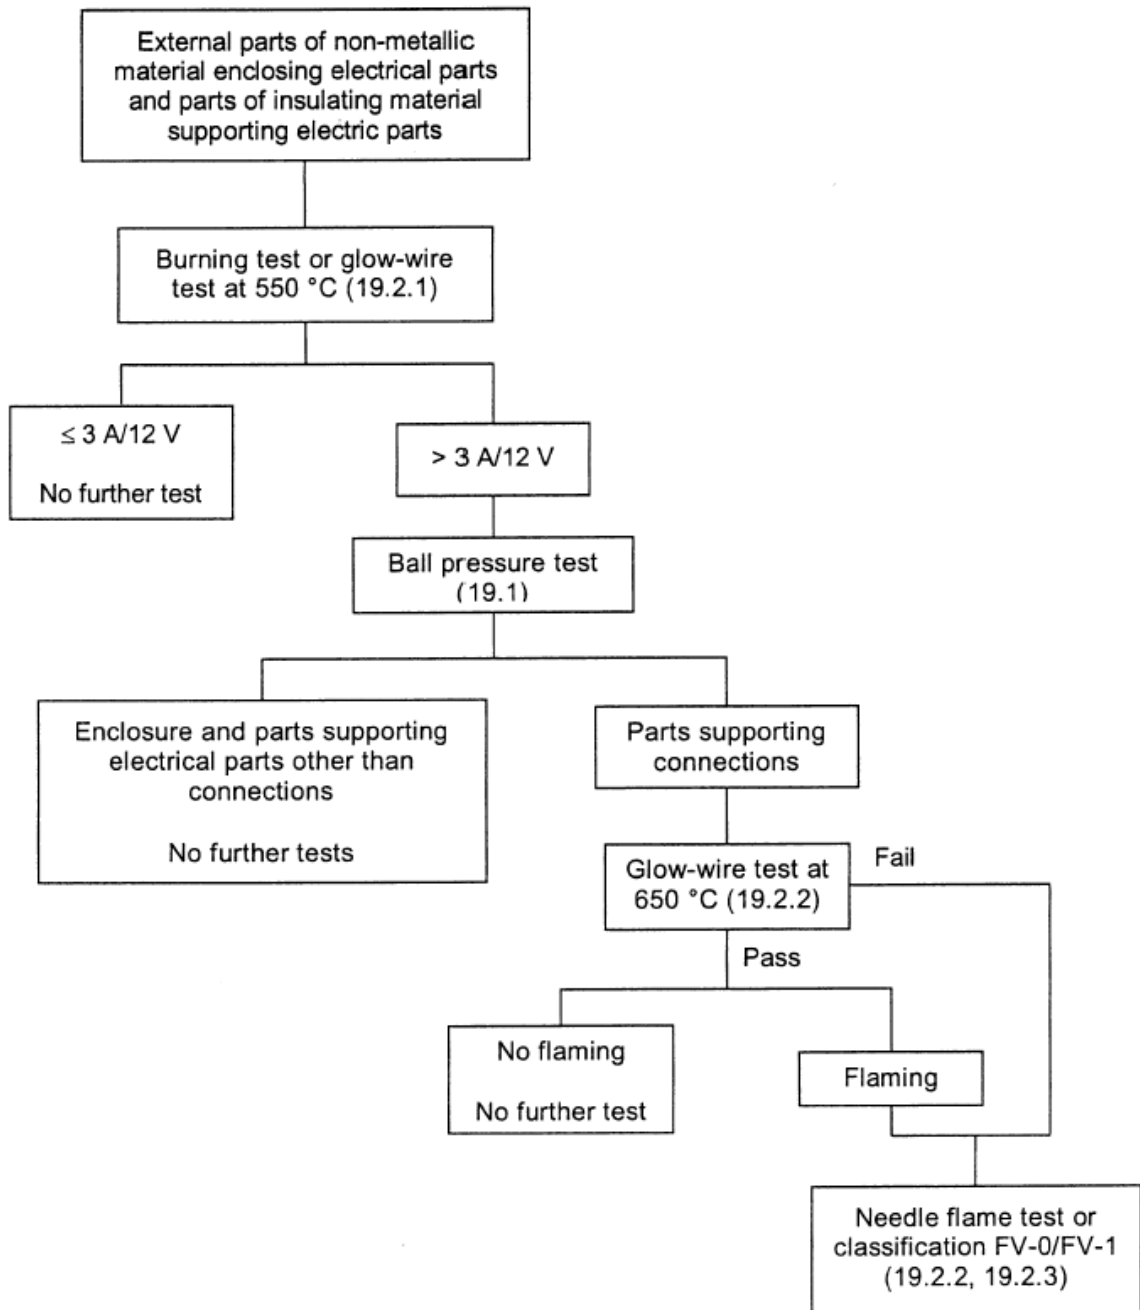 External parts of non-metallic
material enclosing electrical parts
and parts of insulating material
supporting electric parts
Burning test or glow-wire
test at 550 °C (19.2.1)
≤ 3 A/12 V
No further test
> 3 A/12 V
Ball pressure test
(19.1)
Enclosure and parts supporting
electrical parts other than
connections
No further tests
Parts supporting
connections
Glow-wire test at
650 °C (19.2.2)
Fail
Pass
No flaming
No further test
Flaming
Needle flame test or
classification FV-0/FV-1
(19.2.2, 19.2.3)